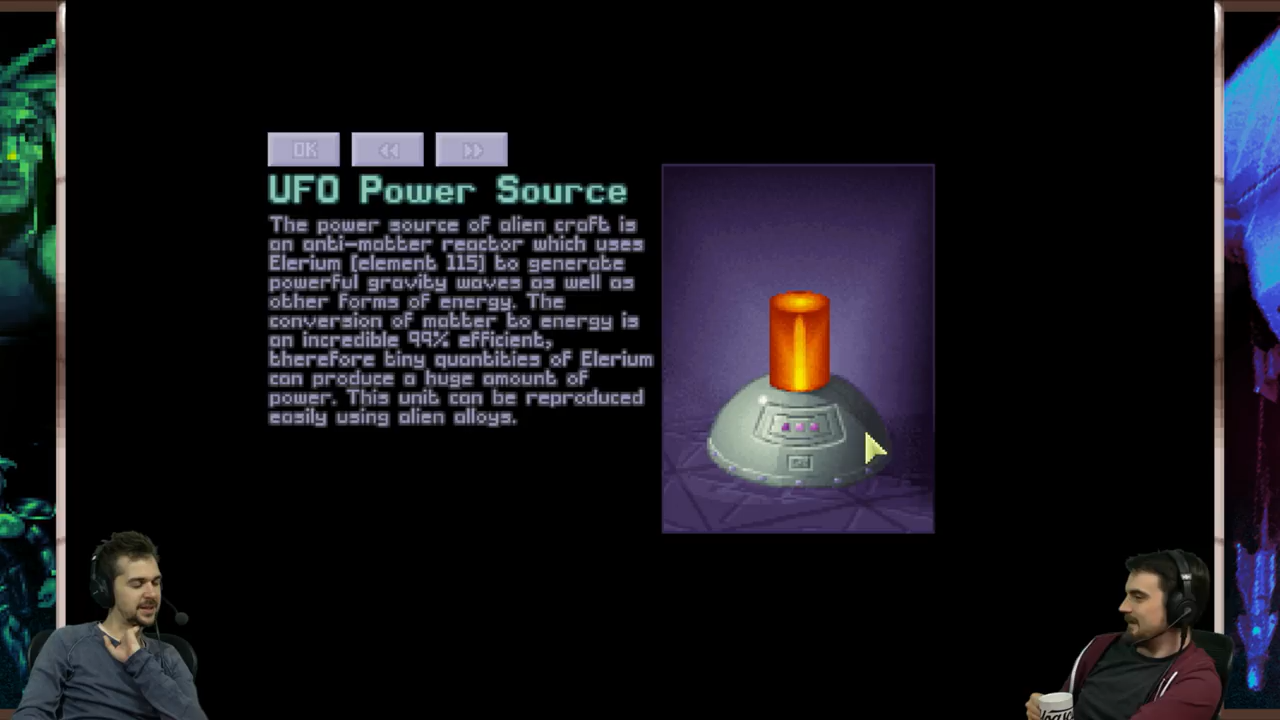 OK
UFO Power Source
The power source of alien craft is
an anti-matter reactor which uses
Elerium [element 115] to generate
powerful gravity waves as well as
other forms of energy. The
conversion of matter to energy is
an incredible 99% efficient,
therefore tiny quantities of Elerium
can produce a huge amount of
power. This unit can be reproduced
easily using alien alloys.